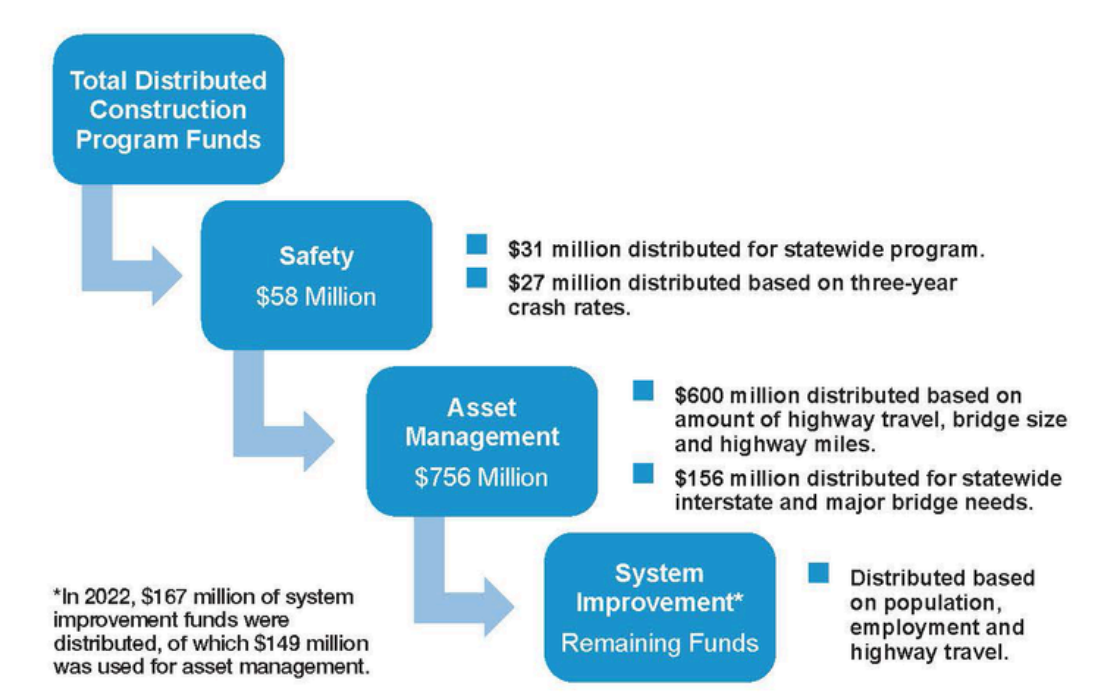 Total Distributed
Construction
Program Funds
Safety
$58 Million
$31 million distributed for statewide program.
$27 million distributed based on three-year
crash rates.
Asset
Management
$756 Million
$600 million distributed based on
amount of highway travel, bridge size
and highway miles.
$156 million distributed for statewide
interstate and major bridge needs.
System
Improvement*
Remaining Funds
Distributed based
on population,
employment and
highway travel.
*In 2022, $167 million of system
improvement funds were
distributed, of which $149 million
was used for asset management.